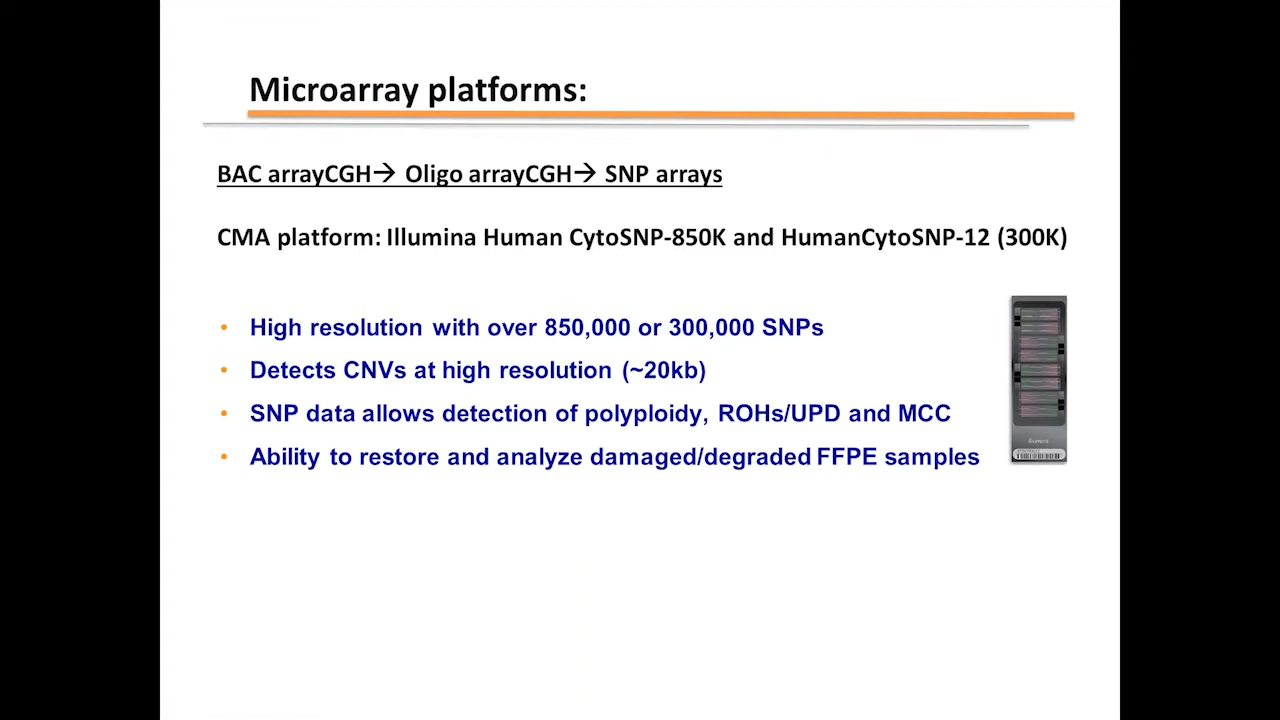 Microarray platforms:
BAC arrayCGH→ Oligo arrayCGH→ SNP arrays
CMA platform: Illumina Human CytoSNP-850K and HumanCytoSNP-12 (300K)
• High resolution with over 850,000 or 300,000 SNPs
• Detects CNVs at high resolution (~20kb)
• SNP data allows detection of polyploidy, ROHs/UPD and MCC
• Ability to restore and analyze damaged/degraded FFPE samples